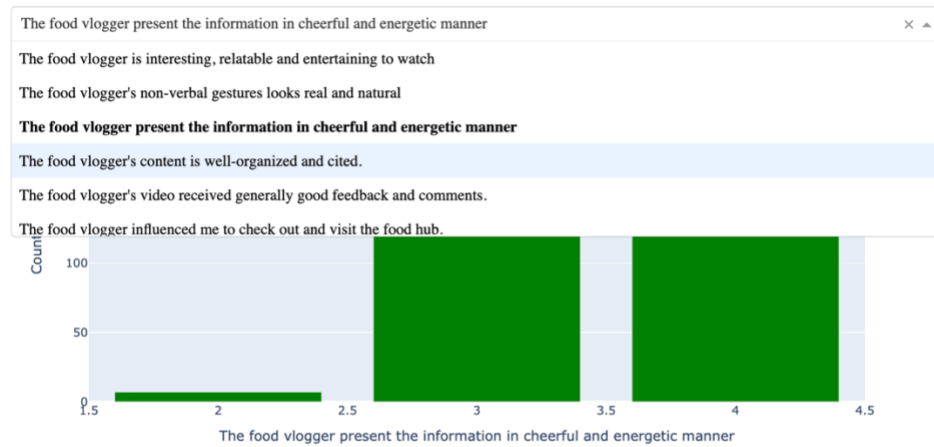 The food vlogger present the information in cheerful and energetic manner
The food vlogger is interesting, relatable and entertaining to watch
The food vlogger's non-verbal gestures looks real and natural
The food vlogger present the information in cheerful and energetic manner
The food vlogger's content is well-organized and cited.
The food vlogger's video received generally good feedback and comments.
The food vlogger influenced me to check out and visit the food hub.
Count
100
50
0
1.5 2 2.5 3 3.5 4 4.5
The food vlogger present the information in cheerful and energetic manner